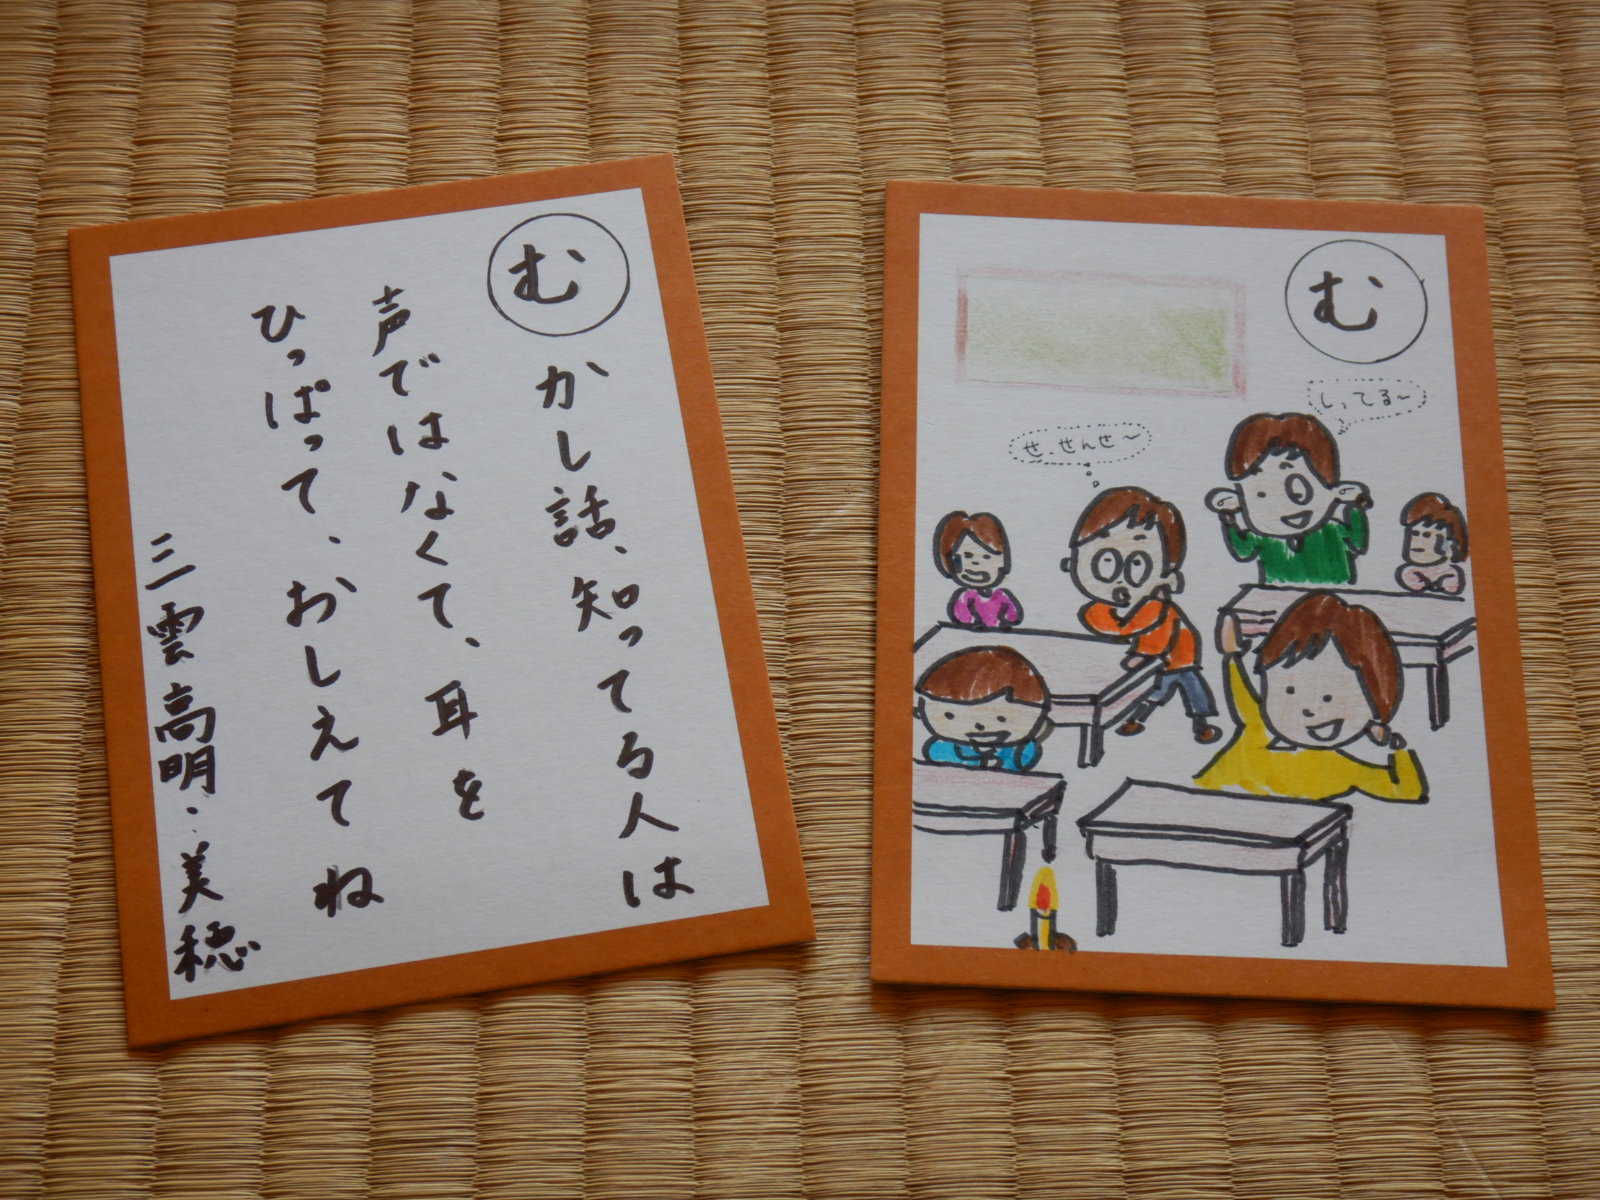 む
かし話、知ってる人は
声ではなくて、耳を
ひっぱって、おしえてね
三雲高明・美穂
む
しってる～
せ、せんせ～